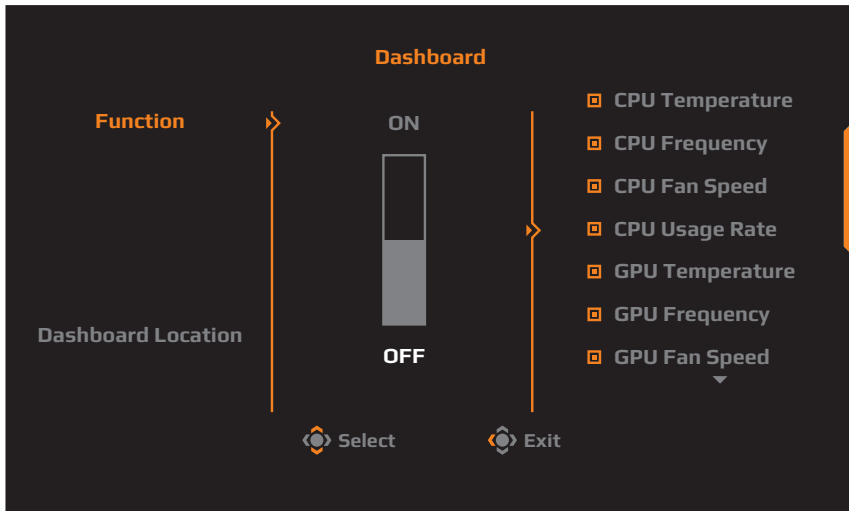 Dashboard
Function
ON
OFF
Dashboard Location
CPU Temperature
CPU Frequency
CPU Fan Speed
CPU Usage Rate
GPU Temperature
GPU Frequency
GPU Fan Speed
Select
Exit